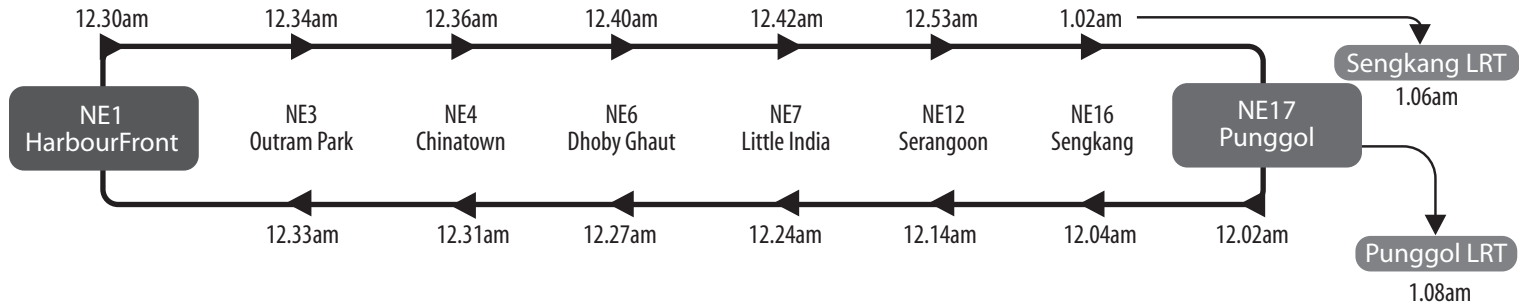 12.30am
12.34am
12.36am
12.40am
12.42am
12.53am
1.02am
Sengkang LRT
1.06am
NE1
HarbourFront
NE3
Outram Park
NE4
Chinatown
NE6
Dhoby Ghaut
NE7
Little India
NE12
Serangoon
NE16
Sengkang
NE17
Punggol
12.33am
12.31am
12.27am
12.24am
12.14am
12.04am
12.02am
Punggol LRT
1.08am